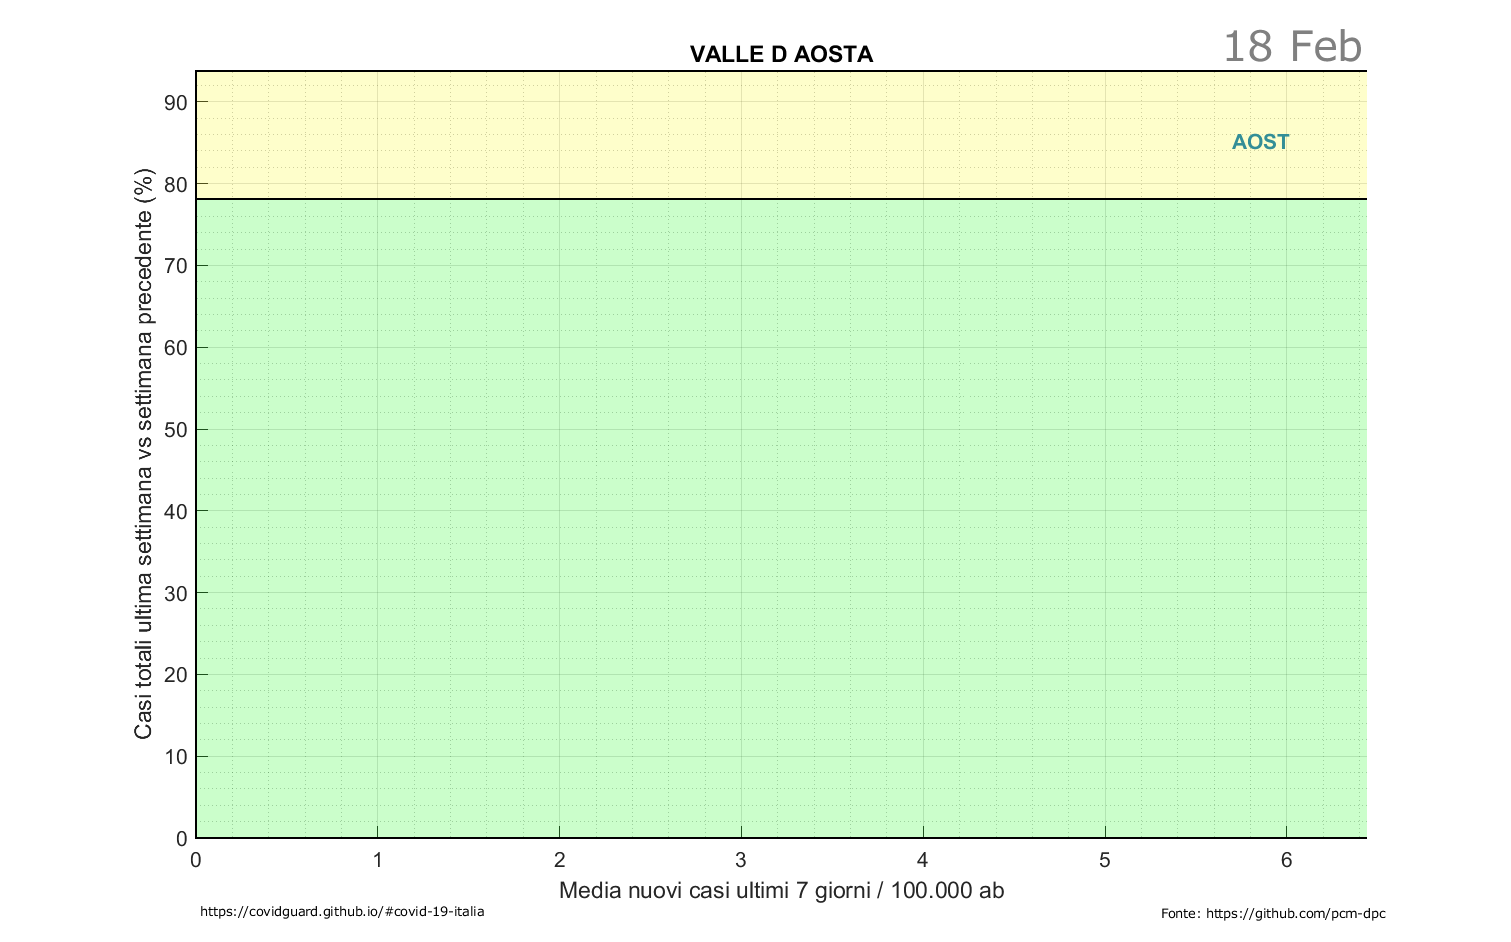 18 Feb
VALLE D AOSTA
AOST
Casi totali ultima settimana vs settimana precedente (%)
90
80
70
60
50
40
30
20
10
0
0 1 2 3 4 5 6
Media nuovi casi ultimi 7 giorni / 100.000 ab
https://covidguard.github.io/#covid-19-italia
Fonte: https://github.com/pcm-dpc